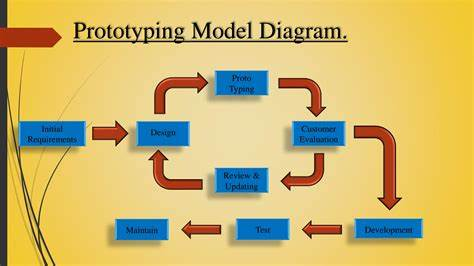 Prototyping Model Diagram.
Proto
Typing
Initial
Requirements
Design
Customer
Evaluation
Review &
Updating
Maintain
Test
Development